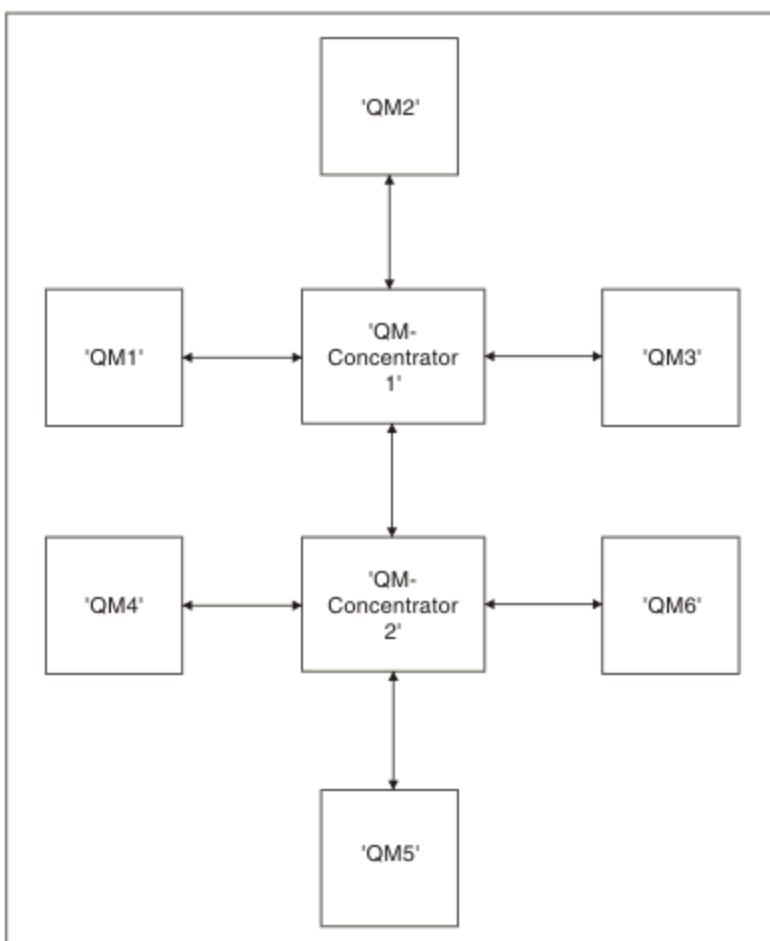 'QM2'
'QM1'
'QM-
Concentrator
1'
'QM3'
'QM4'
'QM-
Concentrator
2'
'QM6'
'QM5'